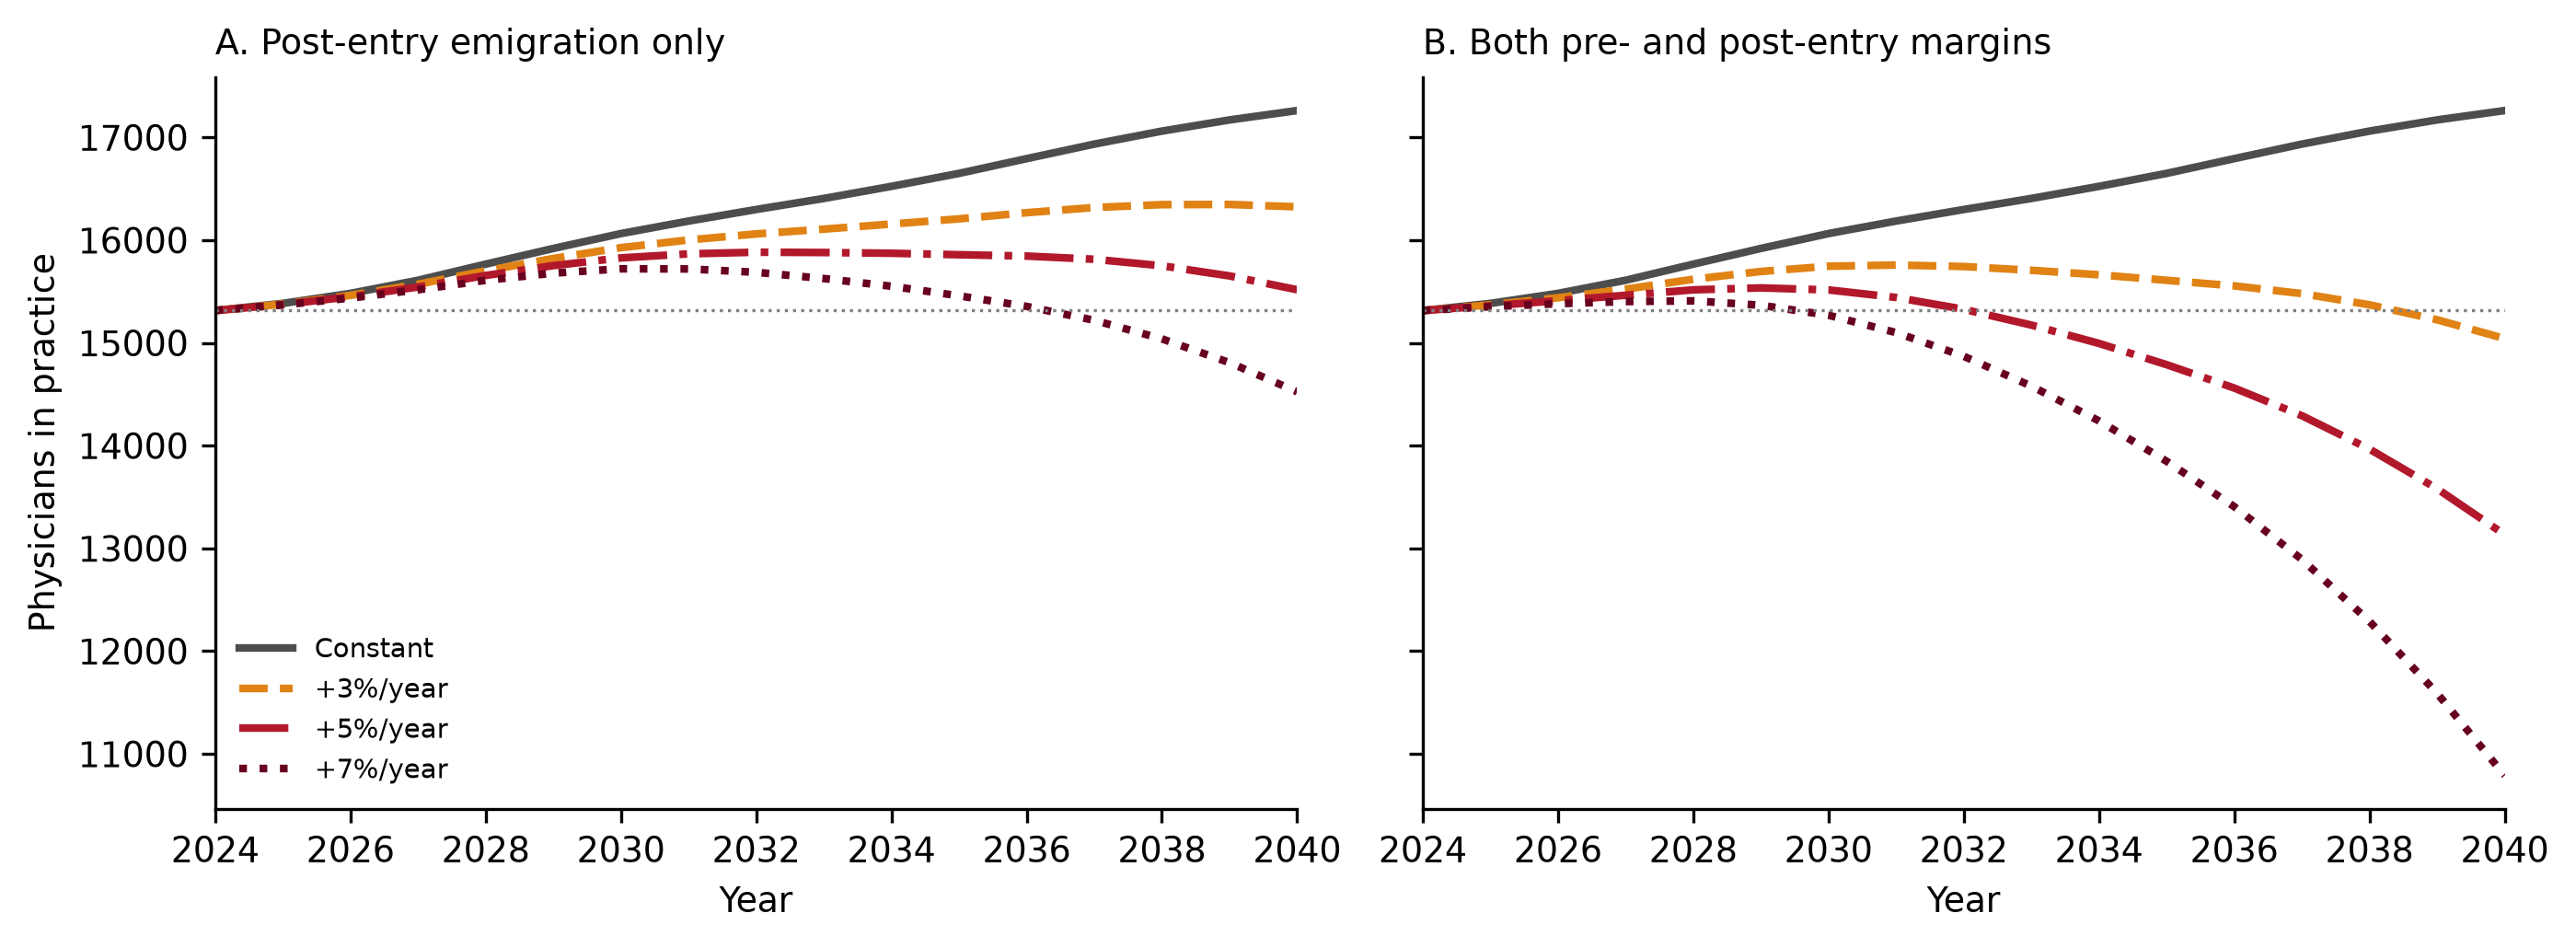 A. Post-entry emigration only
B. Both pre- and post-entry margins
Physicians in practice
17000
16000
15000
14000
13000
12000
11000
Constant
+3%/year
+5%/year
+7%/year
2024 2026 2028 2030 2032 2034 2036 2038 2040
2024 2026 2028 2030 2032 2034 2036 2038 2040
Year
Year